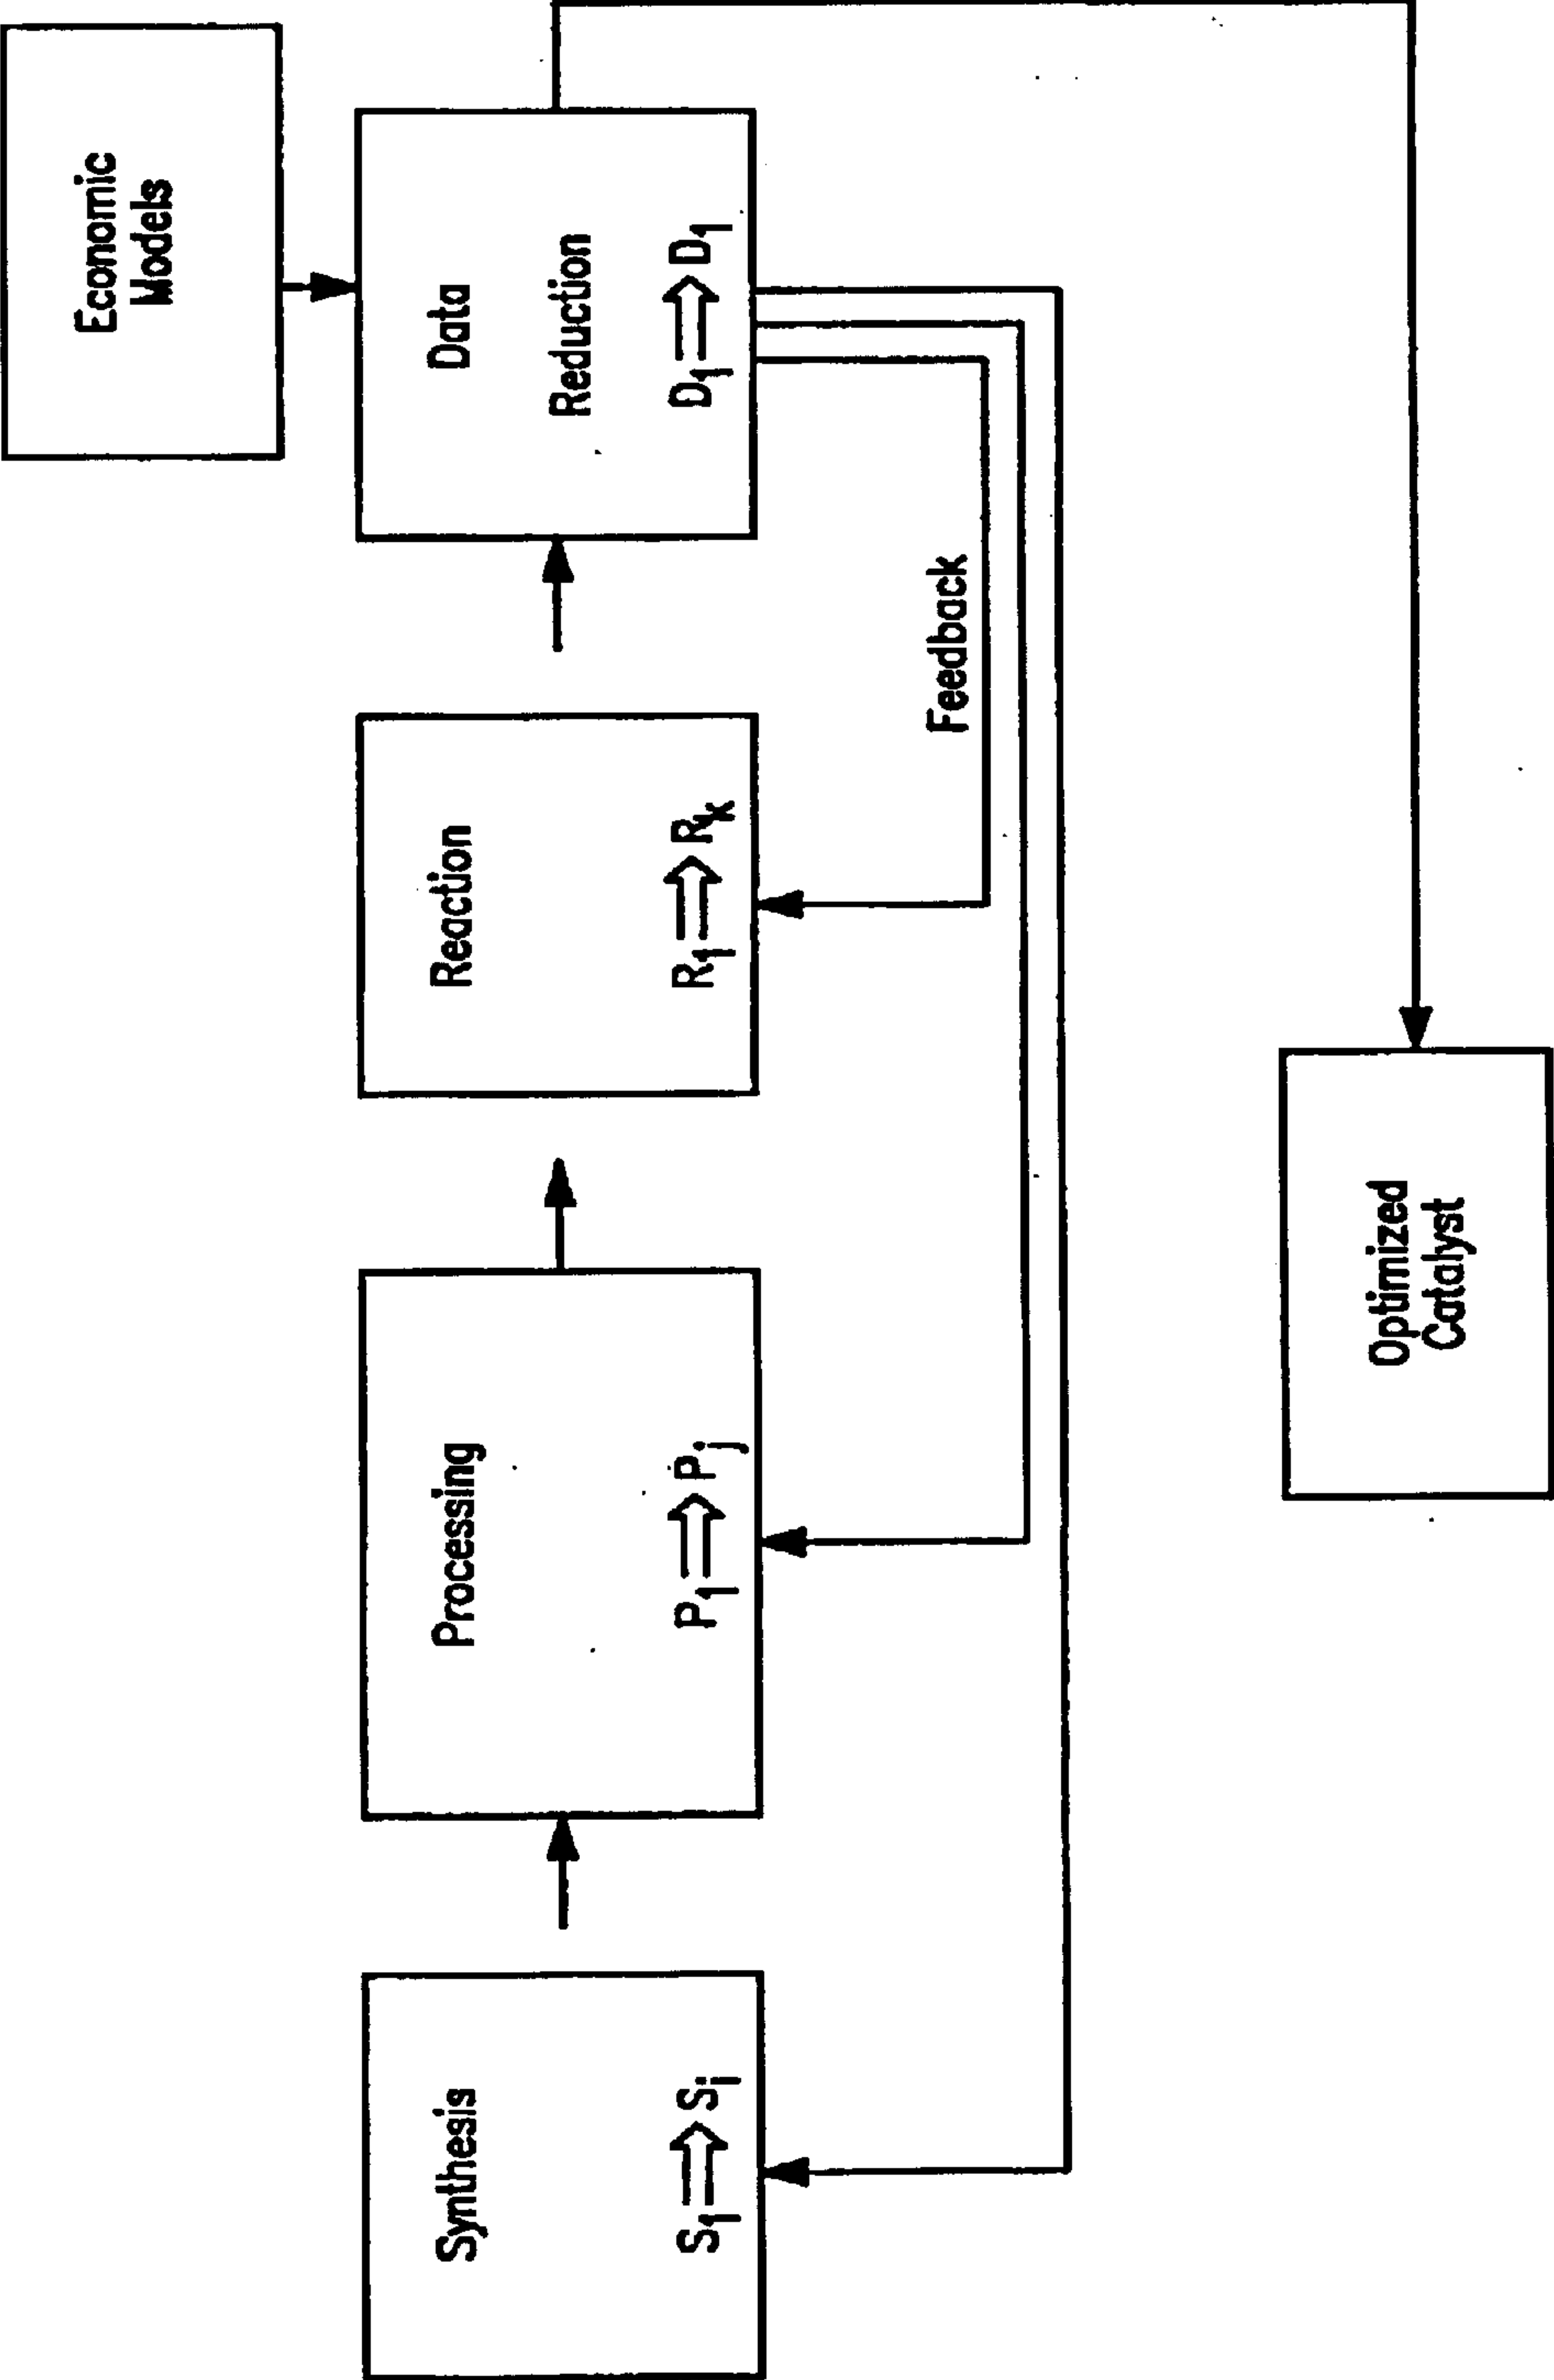 Economic
Models
Synthesis
S₁ ⇒ Sᵢ
Processing
P₁ ⇒ Pⱼ
Reaction
R₁ ⇒ Rₖ
Data
Reduction
D₁ ⇒ D₁
Feedback
Optimized
Catalyst